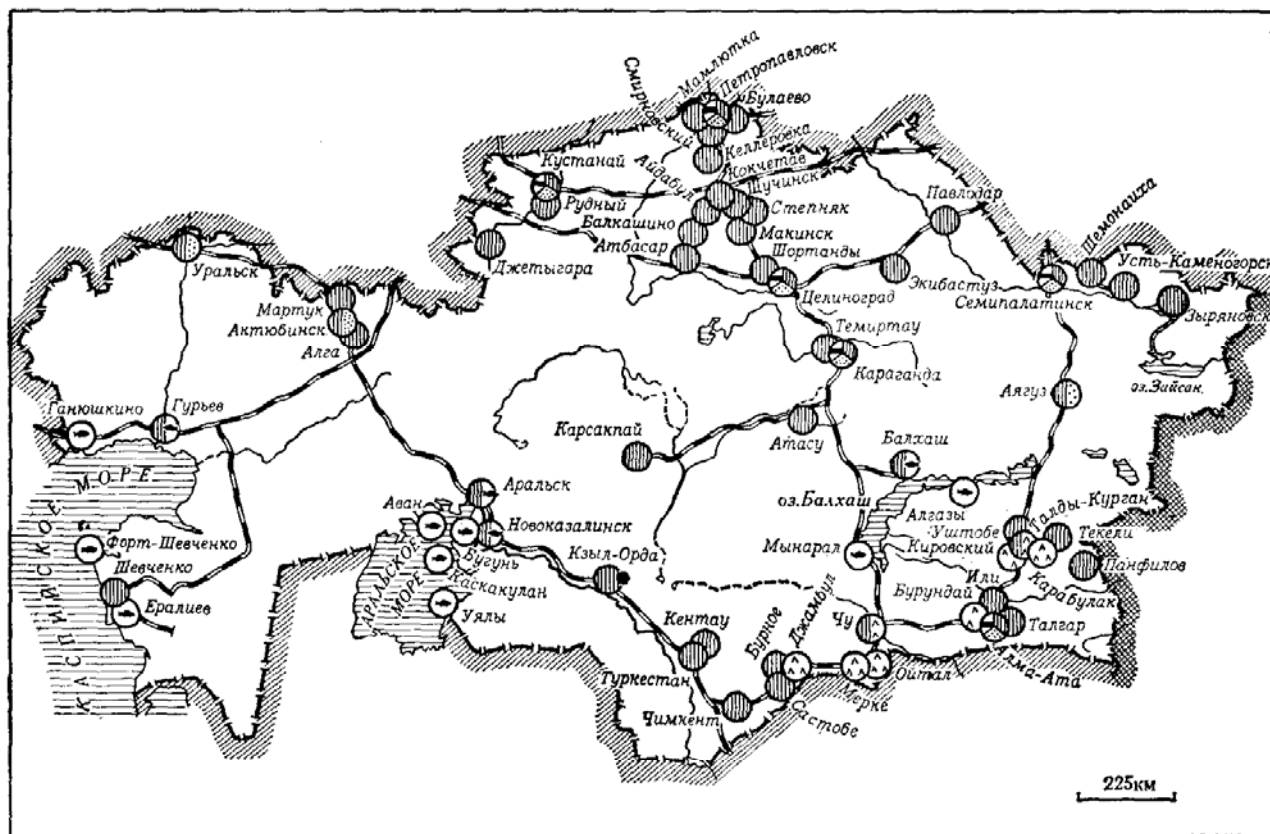 Мамлютка
Петропавловск
Смирновский
Булаево
Келлеровка
Кокчетав
Айдабул
Щучинск
Кустанай
Рудный
Степняк
Балкашино
Макинск
Атбасар
Шортанды
Джетыгара
Целиноград
Павлодар
Экибастуз
Шемонаиха
Усть-Каменогорск
Семипалатинск
Зыряновск
оз. Зайсан
Уральск
Мартук
Актюбинск
Алга
Темиртау
Караганда
Аягуз
Ганюшкино
Гурьев
Карсакпай
Атасу
Балхаш
КАСПИЙСКОЕ МОРЕ
Аральск
оз. Балхаш
Алгазы
Талды-Курган
Аван
Новоказалинск
Уштобе
Текели
Форт-Шевченко
Бугунь
Кзыл-Орда
Мынарал
Кировский
Панфилов
Шевченко
АРАЛЬСКОЕ МОРЕ
Каскакулан
Или
Карабулак
Бурундай
Ералиев
Уялы
Кентау
Бурное
Джамбул
Чу
Талгар
Алма-Ата
Туркестан
Мерке
Ойтал
Чимкент
Састобе
225км